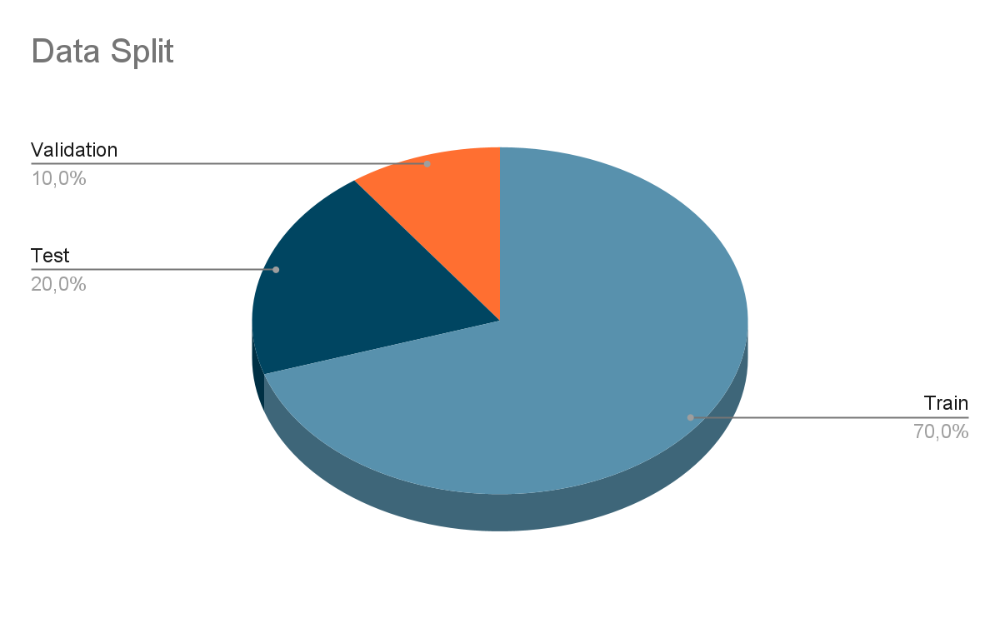 Data Split
Validation
10,0%
Test
20,0%
Train
70,0%